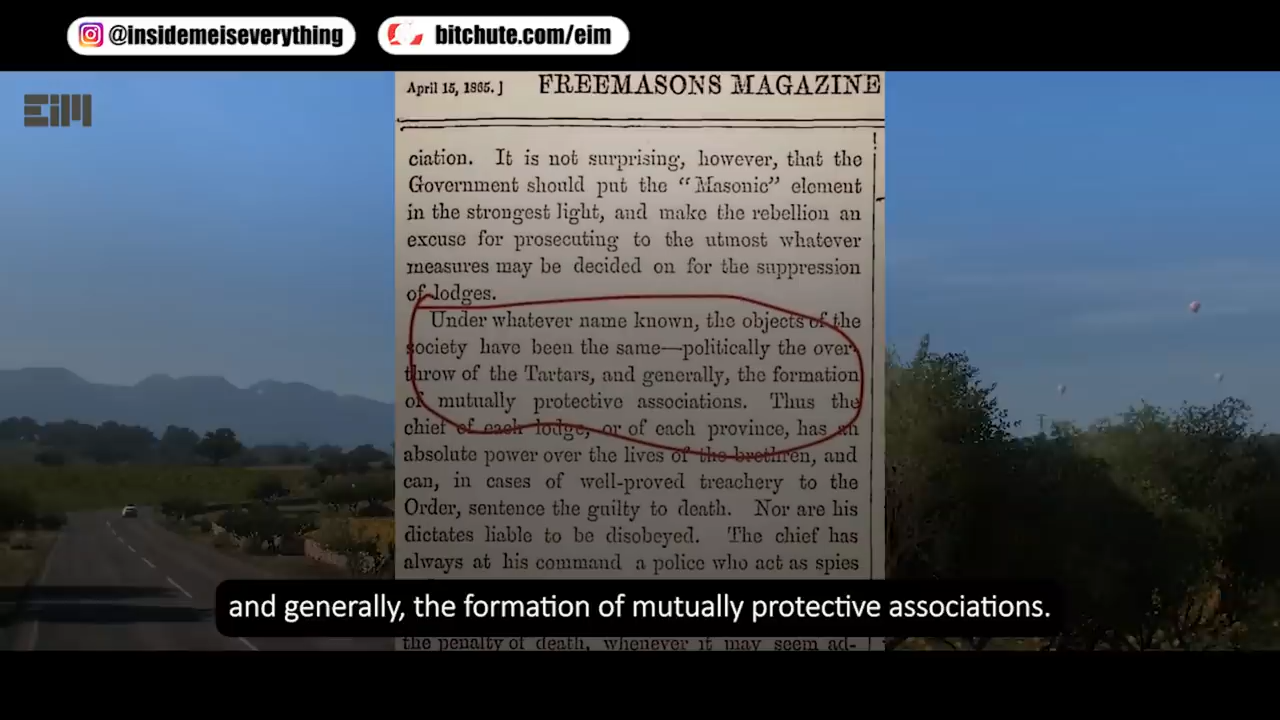 @insidemeiseverything
bitchute.com/eim
EiM
April 15, 1865.]
FREEMASONS MAGAZINE
ciation. It is not surprising, however, that the
Government should put the “Masonic” element
in the strongest light, and make the rebellion an
excuse for prosecuting to the utmost whatever
measures may be decided on for the suppression
of lodges.
Under whatever name known, the objects of the
society have been the same—politically the over-
throw of the Tartars, and generally, the formation
of mutually protective associations. Thus the
chief of each lodge, or of each province, has an
absolute power over the lives of the brethren, and
can, in cases of well-proved treachery to the
Order, sentence the guilty to death. Nor are his
dictates liable to be disobeyed. The chief has
always at his command a police who act as spies
and generally, the formation of mutually protective associations.
the penalty of death, whenever it may seem ad-